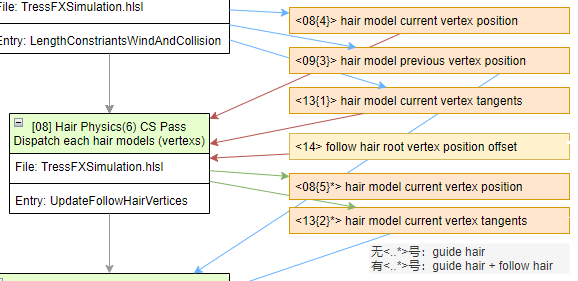 File: TressFXSimulation.hlsl
Entry: LengthConstriantsWindAndCollision
<08{4}> hair model current vertex position
<09{3}> hair model previous vertex position
<13{1}> hair model current vertex tangents
[08] Hair Physics(6) CS Pass
Dispatch each hair models (vertexs)
File: TressFXSimulation.hlsl
Entry: UpdateFollowHairVertices
<14> follow hair root vertex position offset
<08{5}*> hair model current vertex position
<13{2}*> hair model current vertex tangents
无<..*>号：guide hair
有<..*>号：guide hair + follow hair